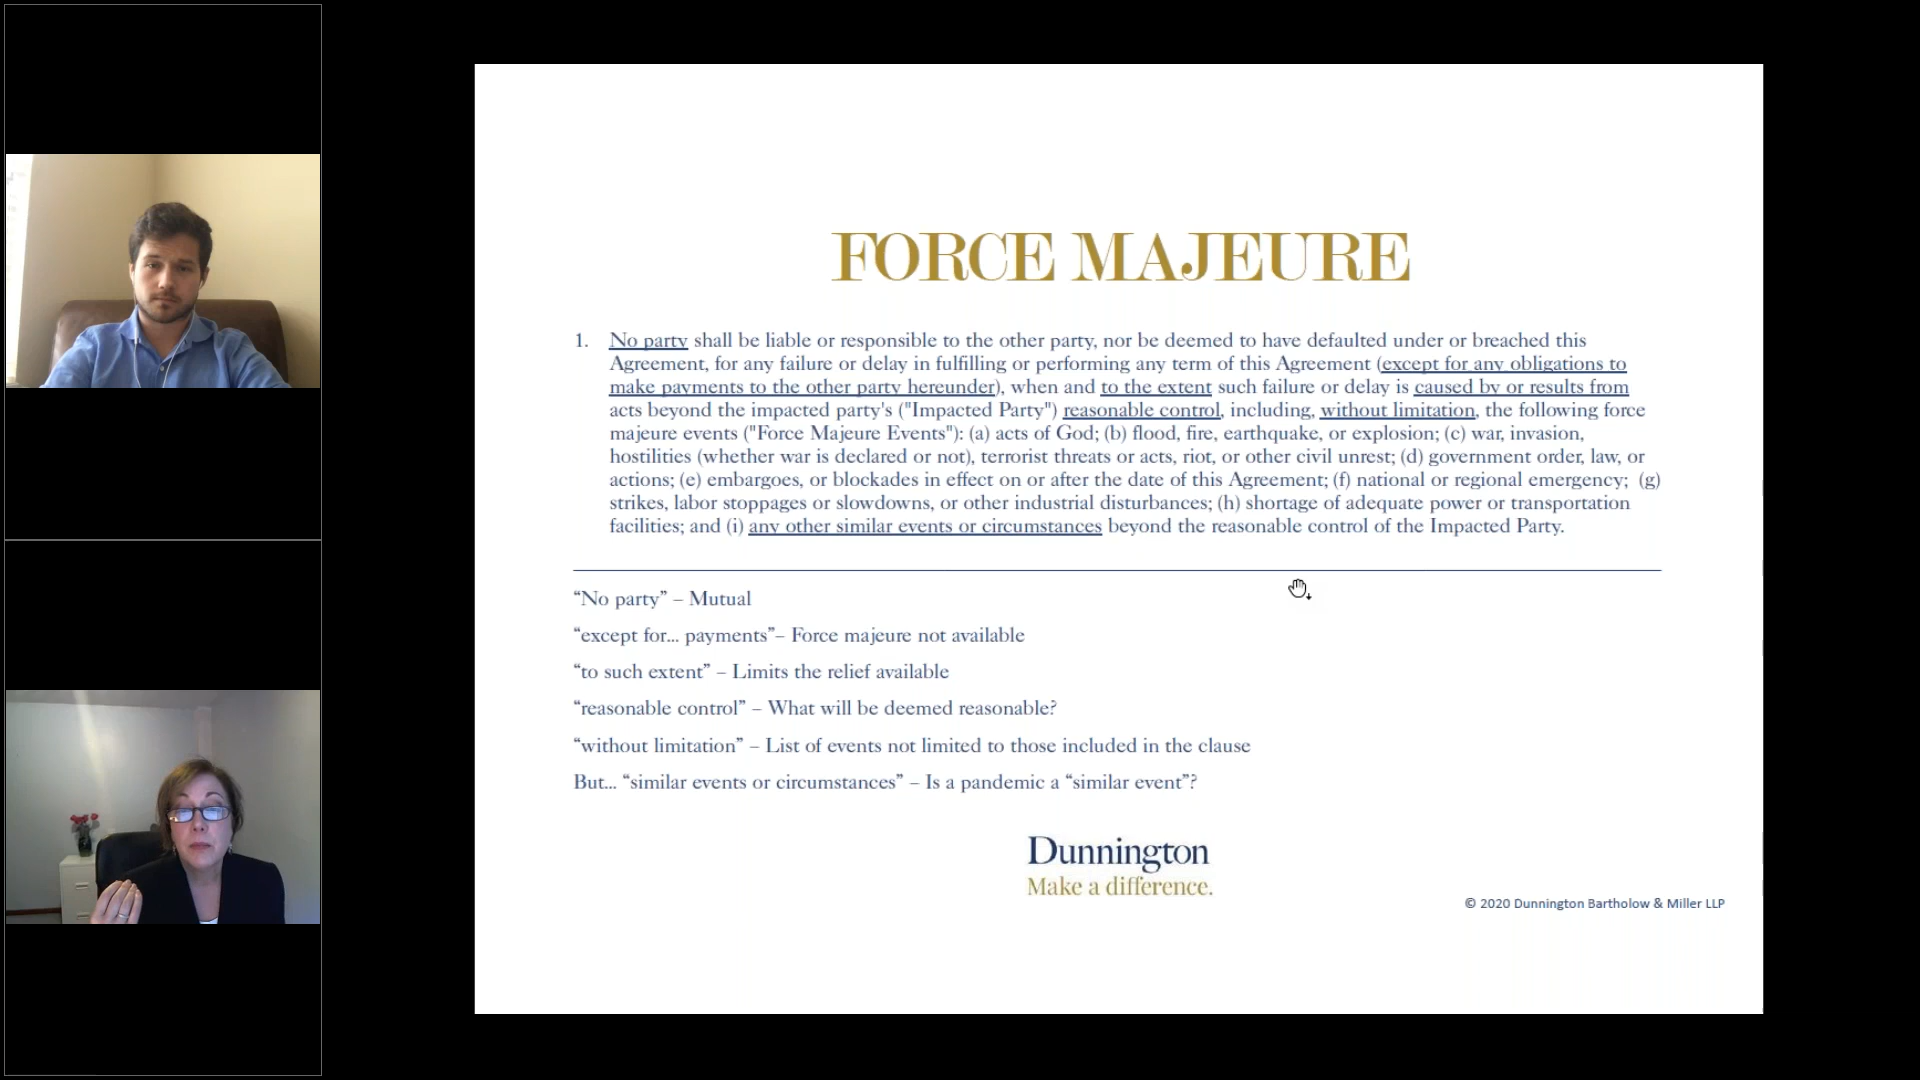 FORCE MAJEURE
1. No party shall be liable or responsible to the other party, nor be deemed to have defaulted under or breached this
Agreement, for any failure or delay in fulfilling or performing any term of this Agreement (except for any obligations to
make payments to the other party hereunder), when and to the extent such failure or delay is caused by or results from
acts beyond the impacted party's ("Impacted Party") reasonable control, including, without limitation, the following force
majeure events ("Force Majeure Events"): (a) acts of God; (b) flood, fire, earthquake, or explosion; (c) war, invasion,
hostilities (whether war is declared or not), terrorist threats or acts, riot, or other civil unrest; (d) government order, law, or
actions; (e) embargoes, or blockades in effect on or after the date of this Agreement; (f) national or regional emergency; (g)
strikes, labor stoppages or slowdowns, or other industrial disturbances; (h) shortage of adequate power or transportation
facilities; and (i) any other similar events or circumstances beyond the reasonable control of the Impacted Party.
“No party” – Mutual
“except for... payments”– Force majeure not available
“to such extent” – Limits the relief available
“reasonable control” – What will be deemed reasonable?
“without limitation” – List of events not limited to those included in the clause
But... “similar events or circumstances” – Is a pandemic a “similar event”?
Dunnington
Make a difference.
© 2020 Dunnington Bartholow & Miller LLP